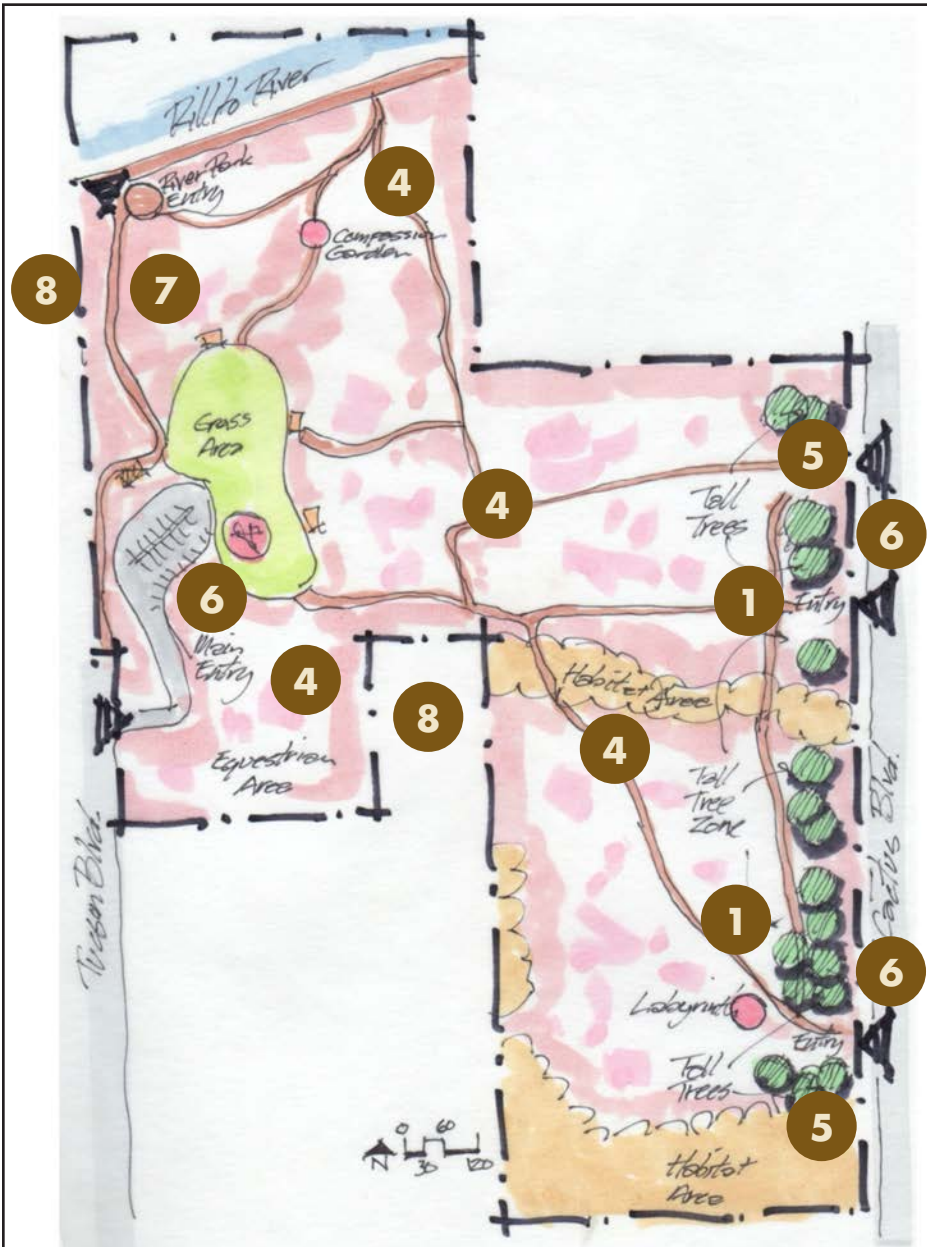 Rillito River
River Park
Entry
4
Compassion
Garden
8
7
Grass
Area
5
Tall
Trees
4
6
6
1
Entry
Main
Entry
4
Habitat Area
8
4
Equestrian
Area
Tall
Tree
Zone
Tucson Blvd.
Cactus Blvd.
1
6
Labyrinth
Entry
Tall
Trees
5
0 60
30 120
N
Habitat
Area